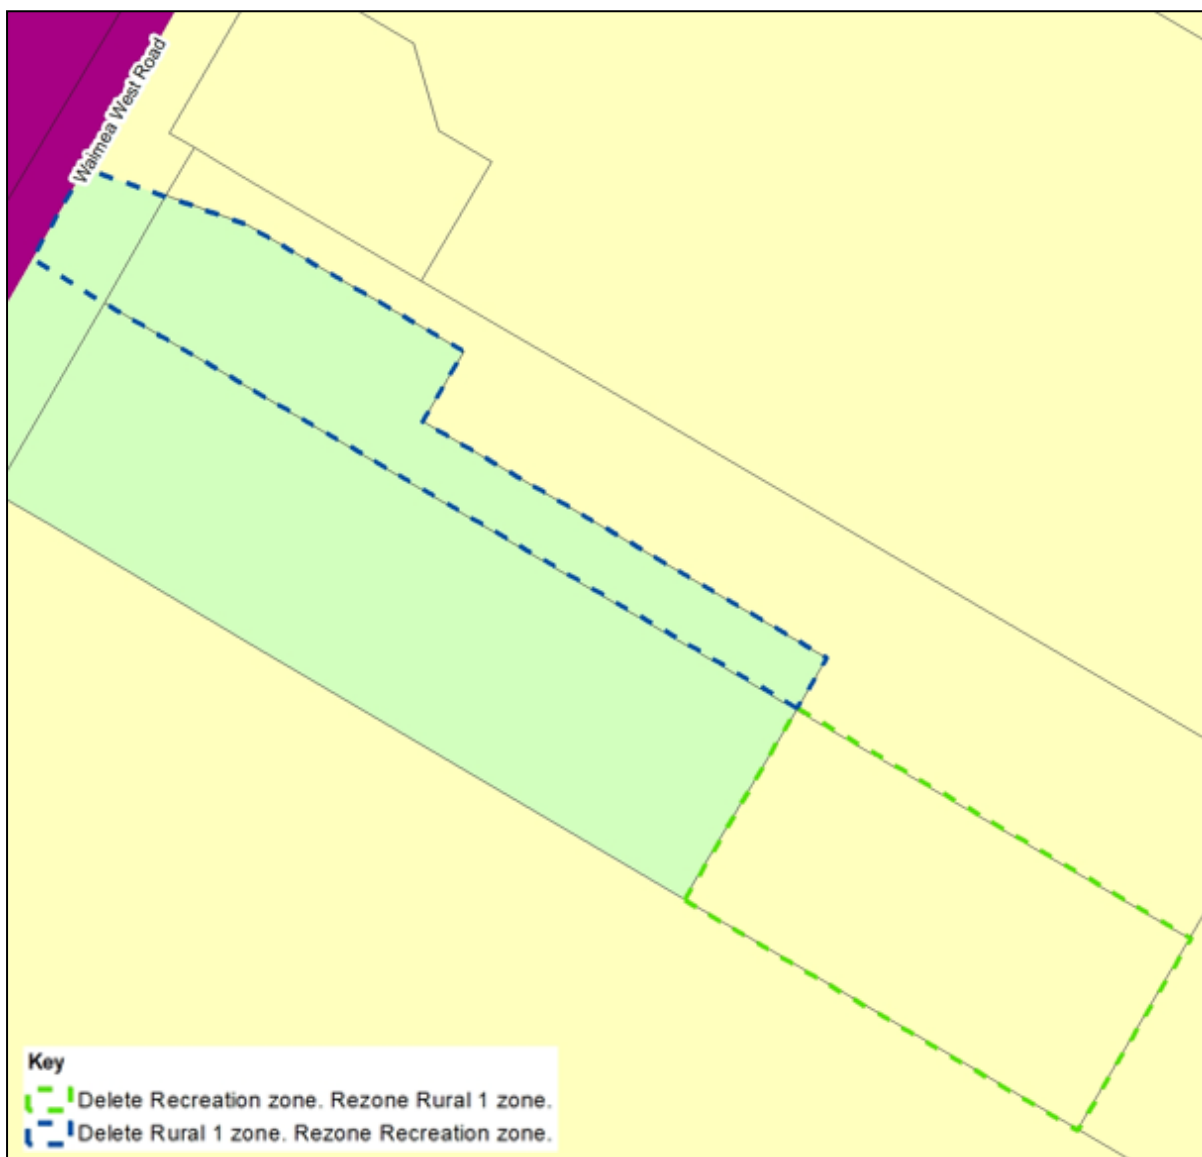 Waimea West Road
Key
Delete Recreation zone. Rezone Rural 1 zone.
Delete Rural 1 zone. Rezone Recreation zone.